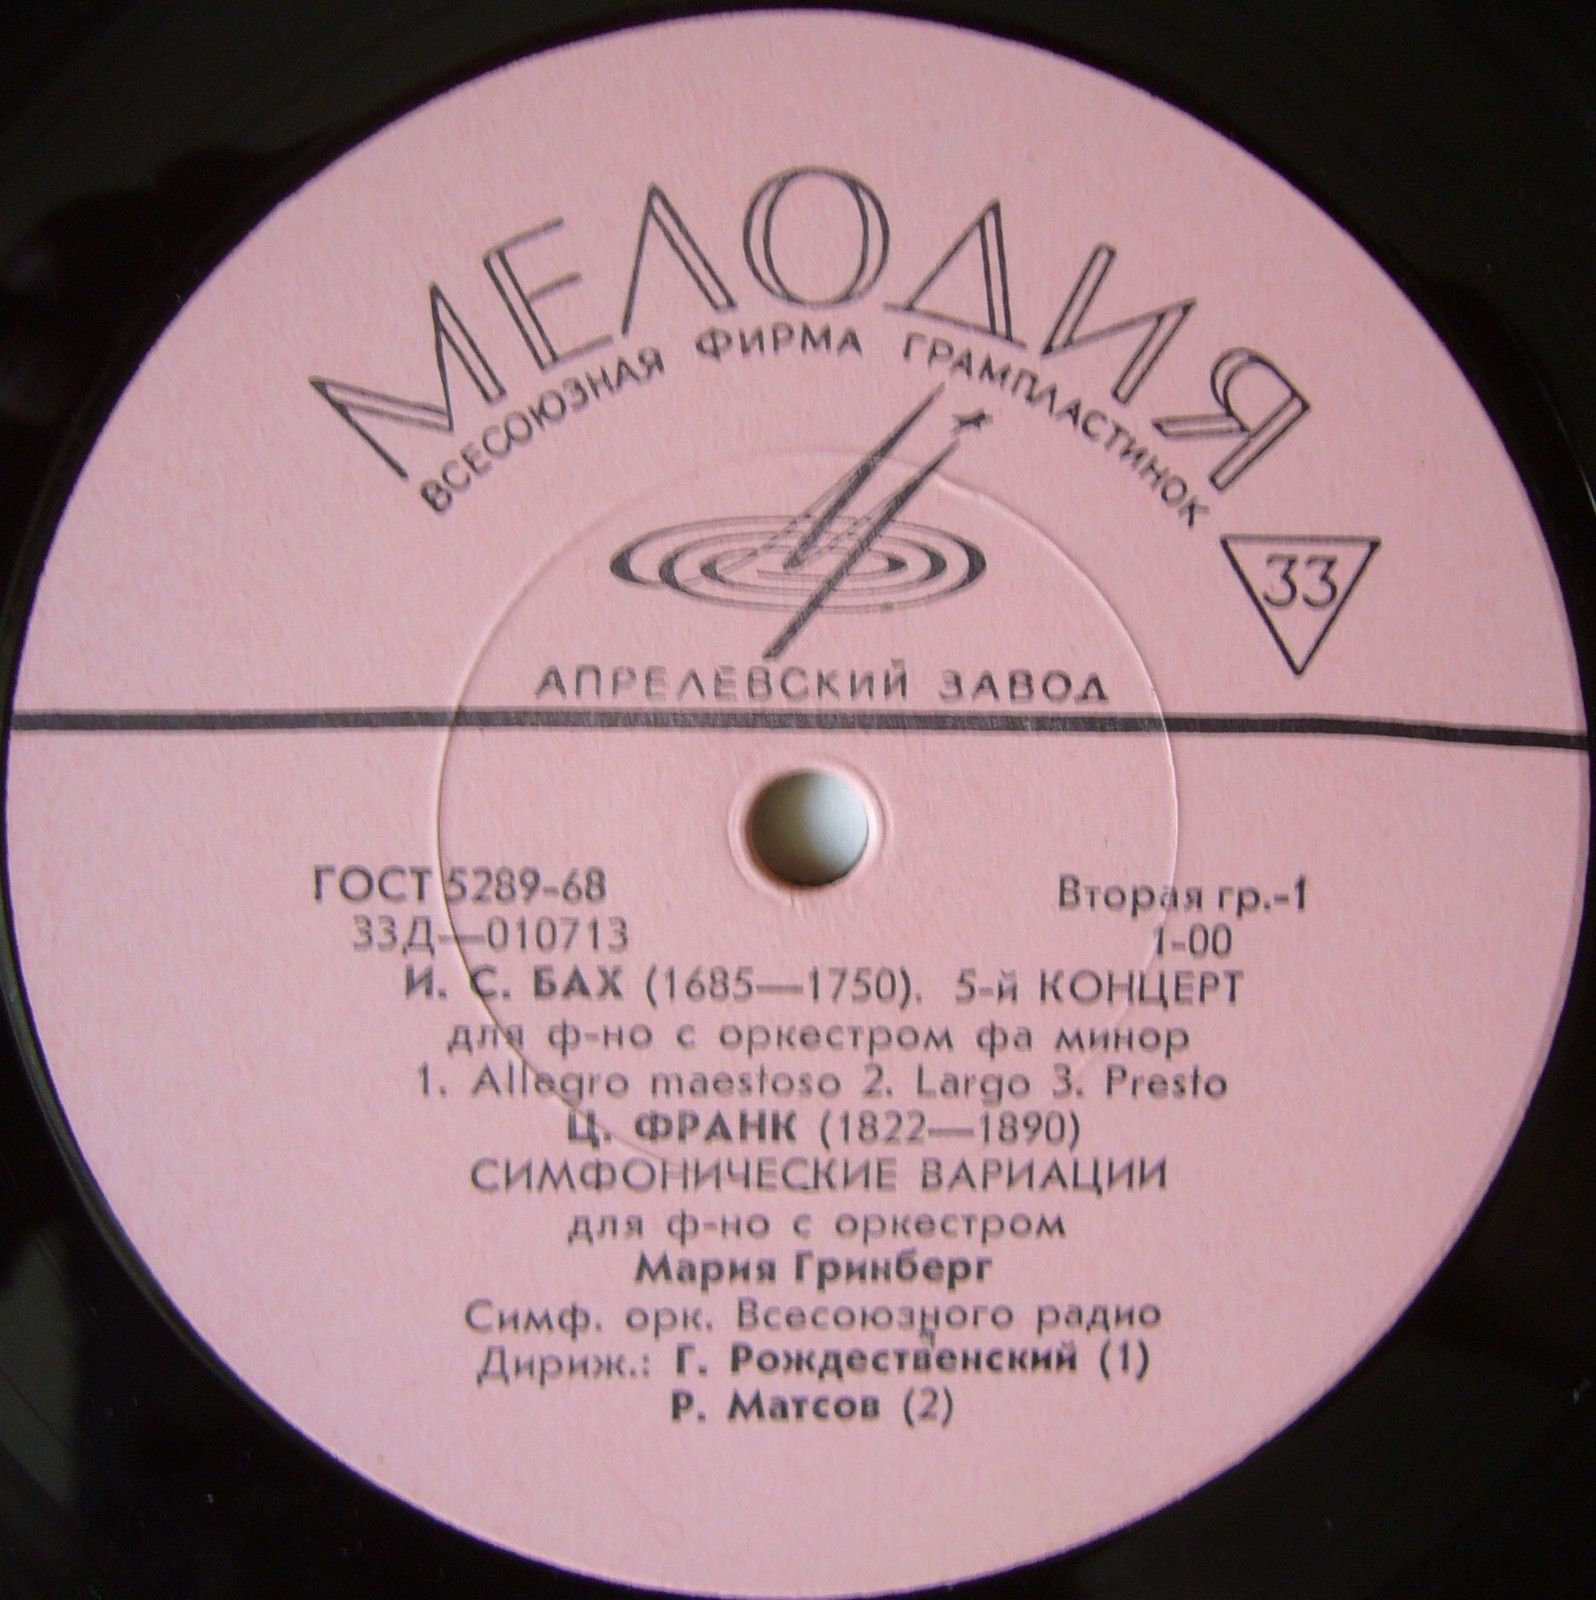 МЕЛОДИЯ
ВСЕСОЮЗНАЯ ФИРМА ГРАМПЛАСТИНОК
33
АПРЕЛЕВСКИЙ ЗАВОД
ГОСТ 5289-68 Вторая гр.-1
33Д—010713 1-00
И. С. БАХ (1685—1750). 5-й КОНЦЕРТ
для ф-но с оркестром фа минор
1. Allegro maestoso 2. Largo 3. Presto
Ц. ФРАНК (1822—1890)
СИМФОНИЧЕСКИЕ ВАРИАЦИИ
для ф-но с оркестром
Мария Гринберг
Симф. орк. Всесоюзного радио
Дириж.: Г. Рождественский (1)
Р. Матсов (2)